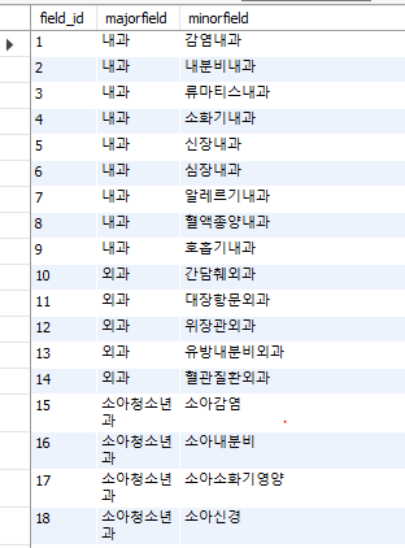 field_id majorfield minorfield
1 내과 감염내과
2 내과 내분비내과
3 내과 류마티스내과
4 내과 소화기내과
5 내과 신장내과
6 내과 심장내과
7 내과 알레르기내과
8 내과 혈액종양내과
9 내과 호흡기내과
10 외과 간담췌외과
11 외과 대장항문외과
12 외과 위장관외과
13 외과 유방내분비외과
14 외과 혈관질환외과
15 소아청소년 소아감염
과
16 소아청소년 소아내분비
과
17 소아청소년 소아소화기영양
과
18 소아청소년 소아신경
과